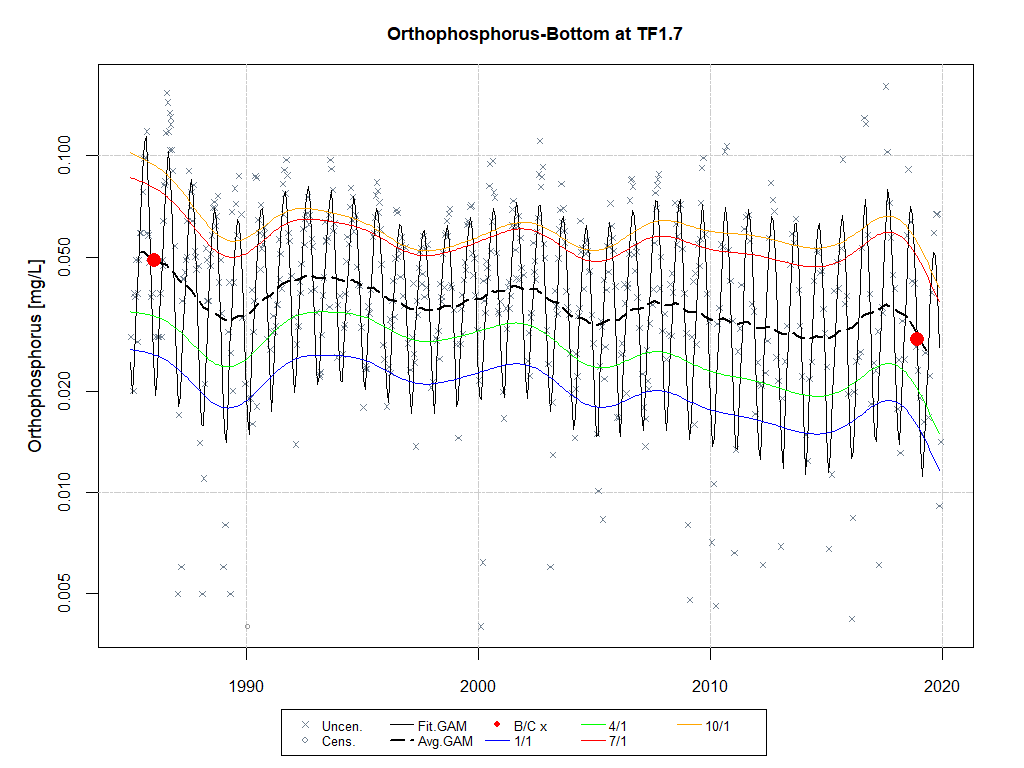 Orthophosphorus-Bottom at TF1.7
Orthophosphorus [mg/L]
0.100
0.050
0.020
0.010
0.005
1990 2000 2010 2020
Uncen. Fit.GAM B/C x 4/1 10/1
Cens. Avg.GAM 1/1 7/1